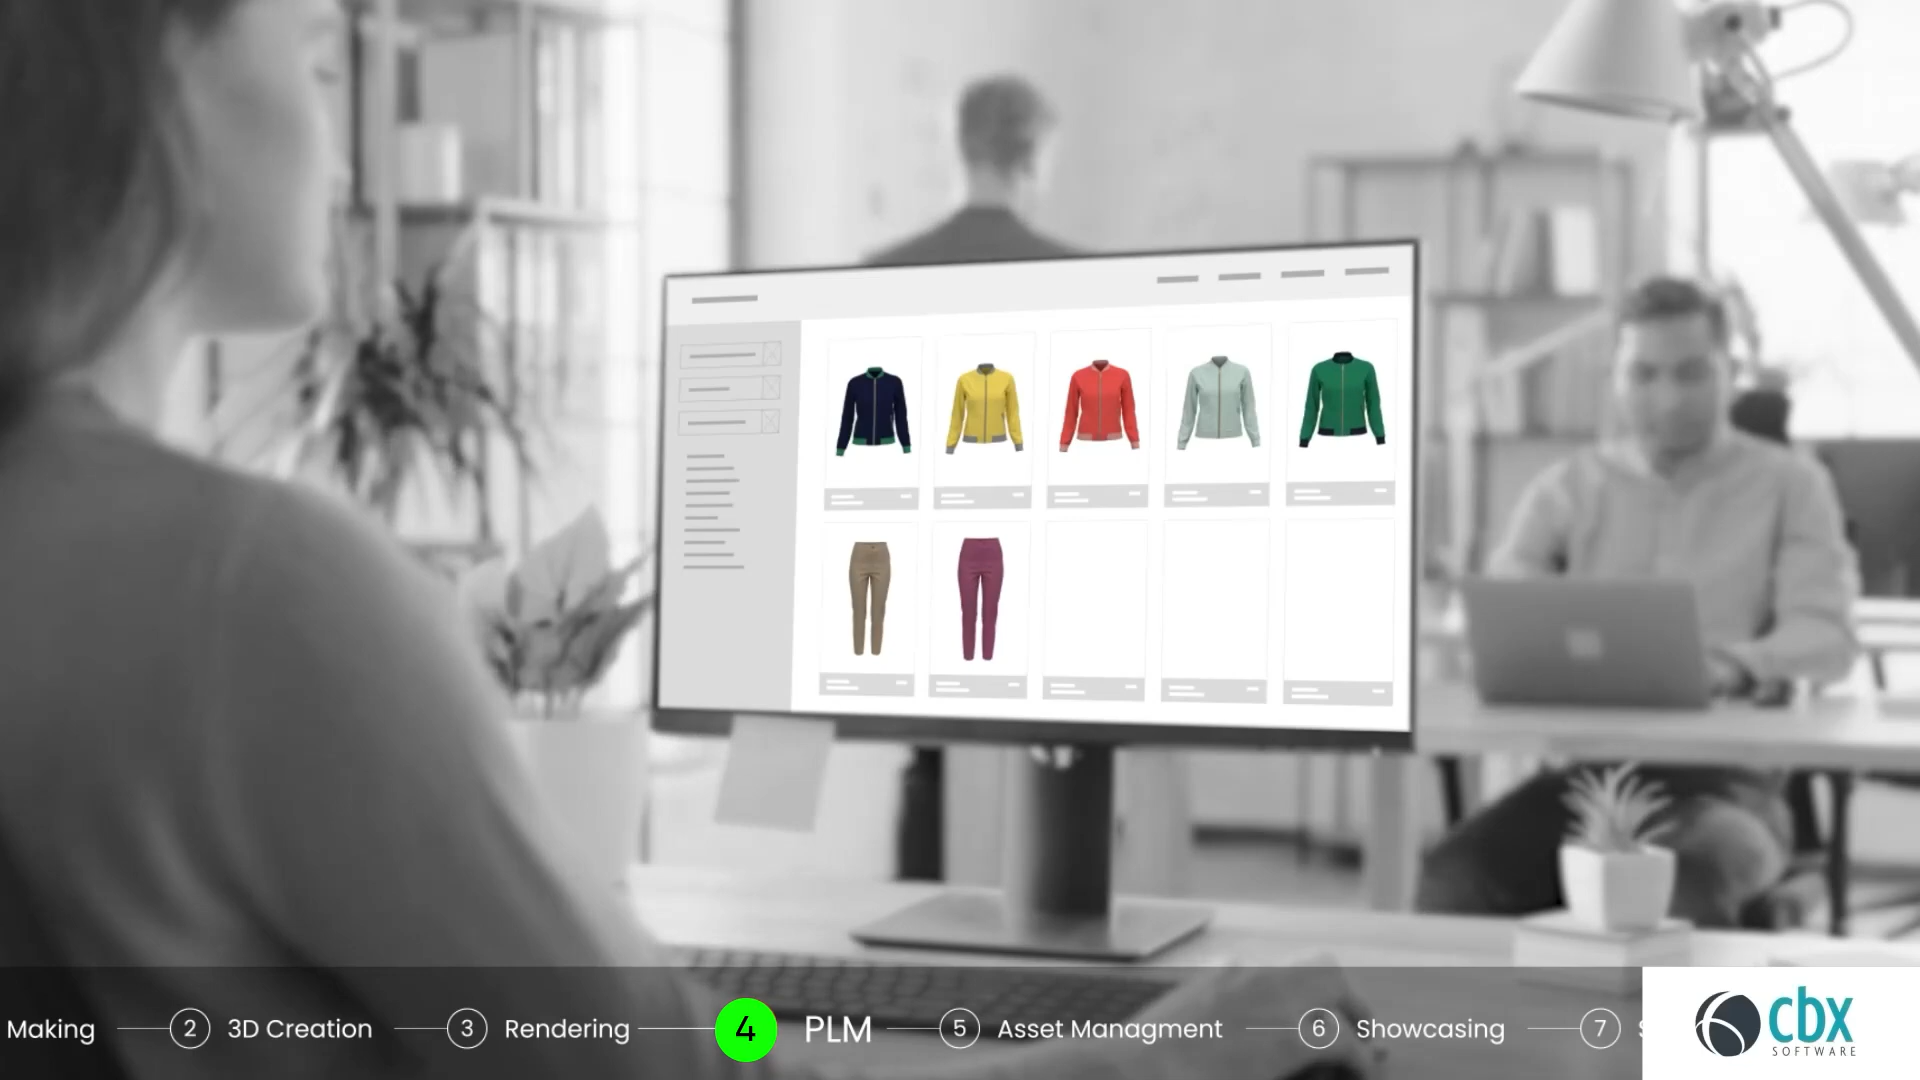 Making
2 3D Creation
3 Rendering
4 PLM
5 Asset Managment
6 Showcasing
7
cbx
SOFTWARE